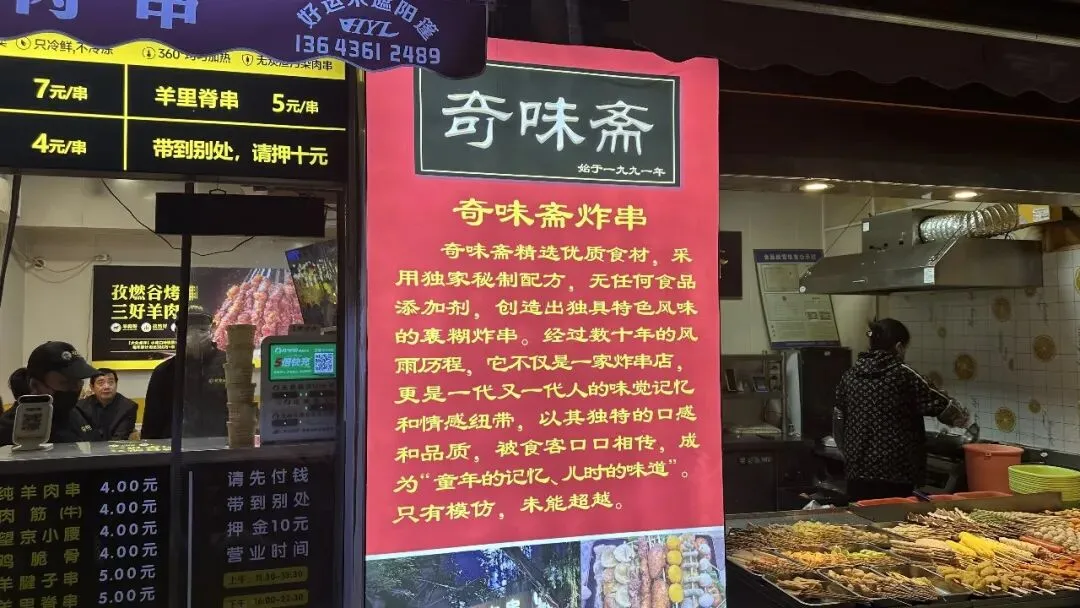 肉串
好运来遮阳篷
HYL
13643612489
只冷鲜，不冷冻
无炭
7元/串
羊里脊串 5元/串
4元/串
带到别处，请押十元
孜燃谷烤
三好羊肉
纯羊肉串 4.00元
肉筋(牛) 4.00元
望京小腰 4.00元
鸡脆骨 4.00元
羊腱子串 5.00元
羊里脊串 5.00元
请先付钱
带到别处
押金10元
营业时间
奇味斋
始于一九九一年
奇味斋炸串
奇味斋精选优质食材，采
用独家秘制配方，无任何食品
添加剂，创造出独具特色风味
的裹糊炸串。经过数十年的风
雨历程，它不仅是一家炸串店，
更是一代又一代人的味觉记忆
和情感纽带，以其独特的口感
和品质，被食客口口相传，成
为“童年的记忆、儿时的味道”。
只有模仿，未能超越。